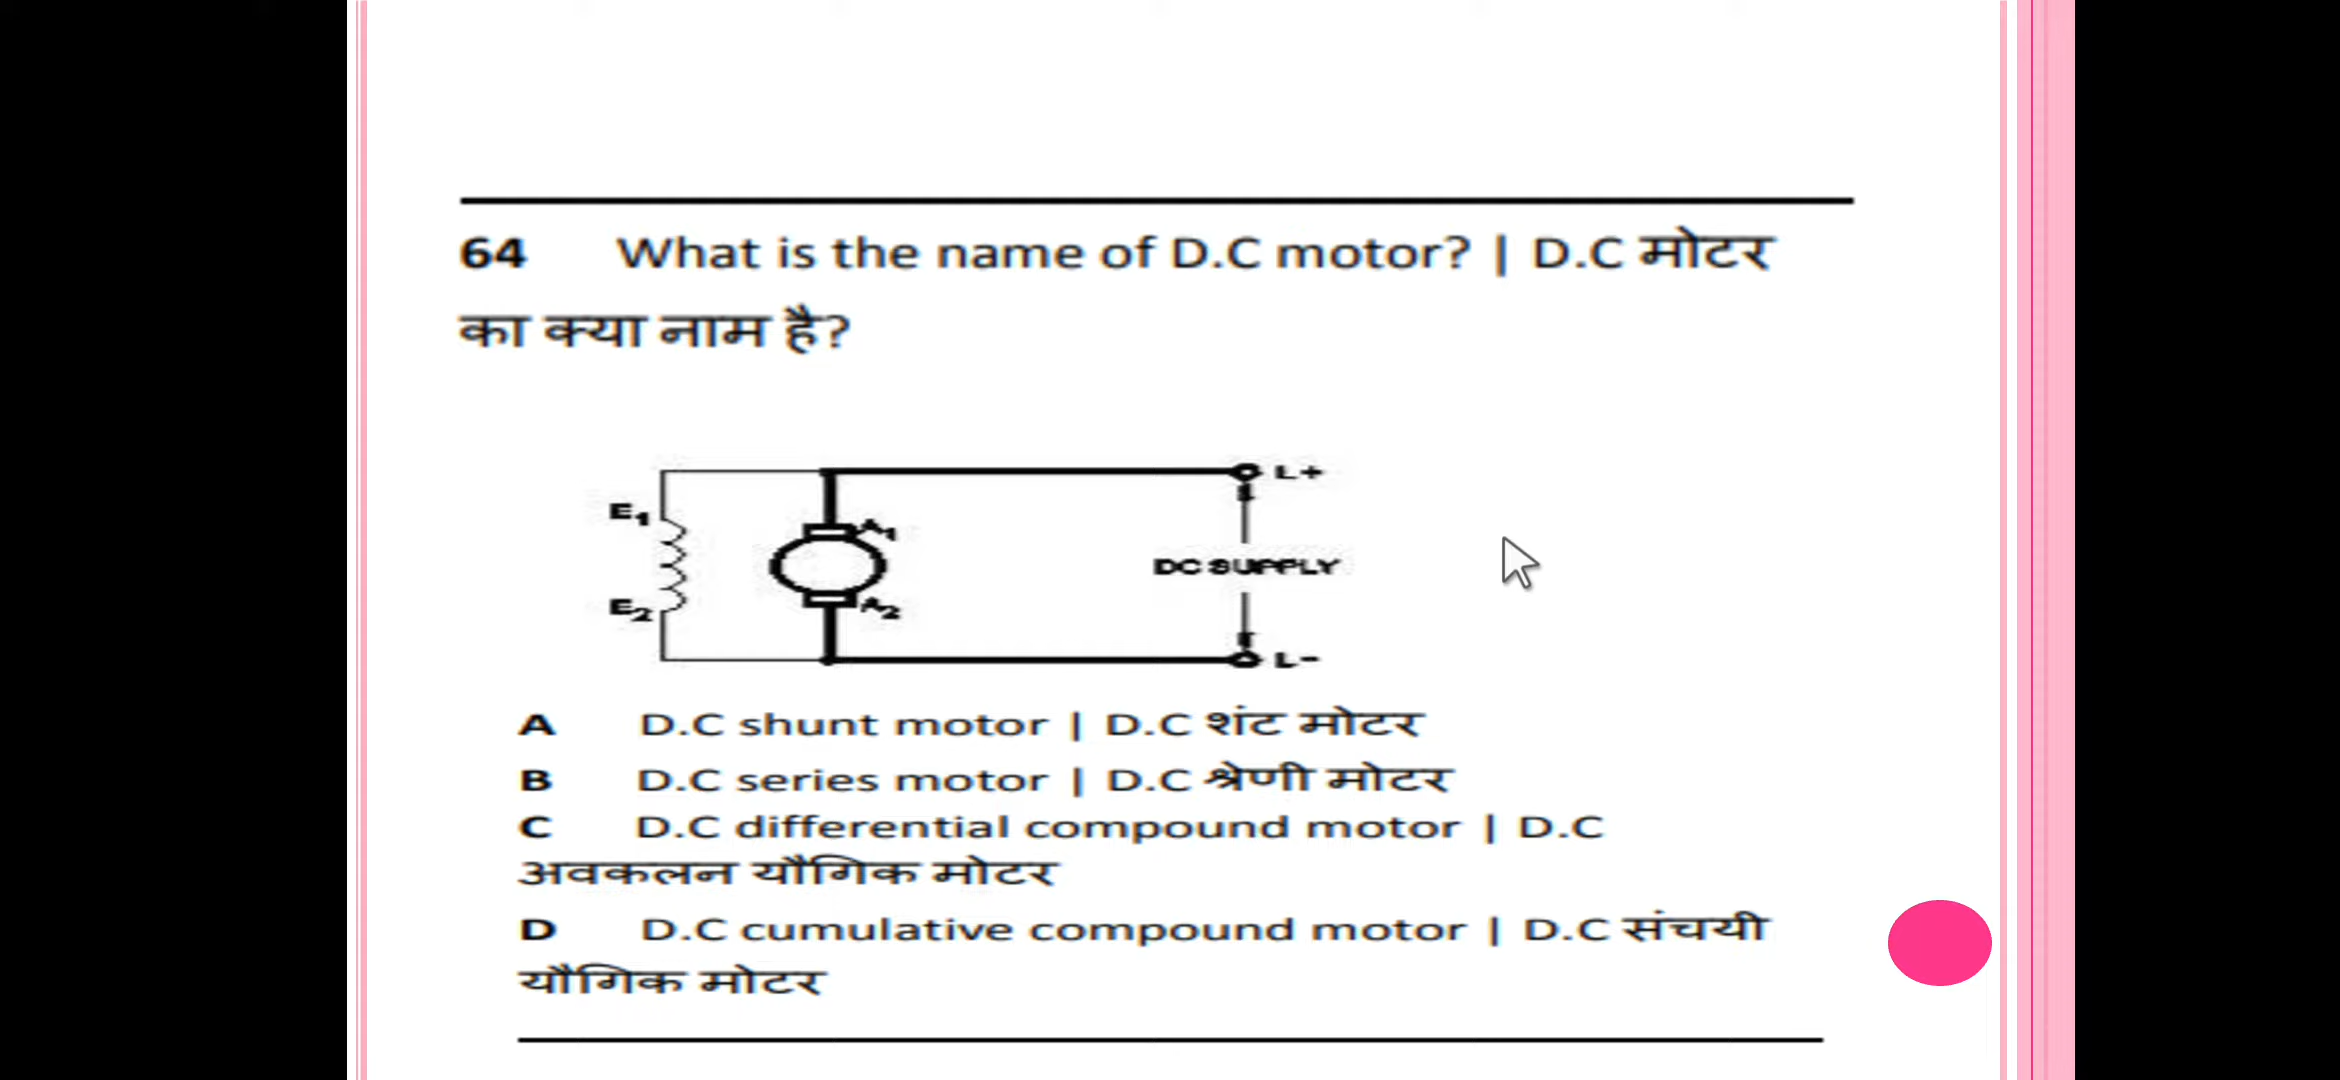 64 What is the name of D.C motor? | D.C मोटर
का क्या नाम है?
L+
E1
A1
DC SUPPLY
E2
A2
L-
A D.C shunt motor | D.C शंट मोटर
B D.C series motor | D.C श्रेणी मोटर
C D.C differential compound motor | D.C
अवकलन यौगिक मोटर
D D.C cumulative compound motor | D.C संचयी
यौगिक मोटर